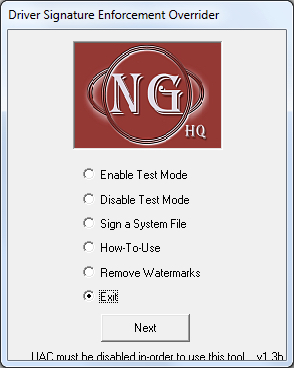 Driver Signature Enforcement Overrider
NG
HQ
Enable Test Mode
Disable Test Mode
Sign a System File
How-To-Use
Remove Watermarks
Exit
Next
UAC must be disabled in-order to use this tool v1.3b